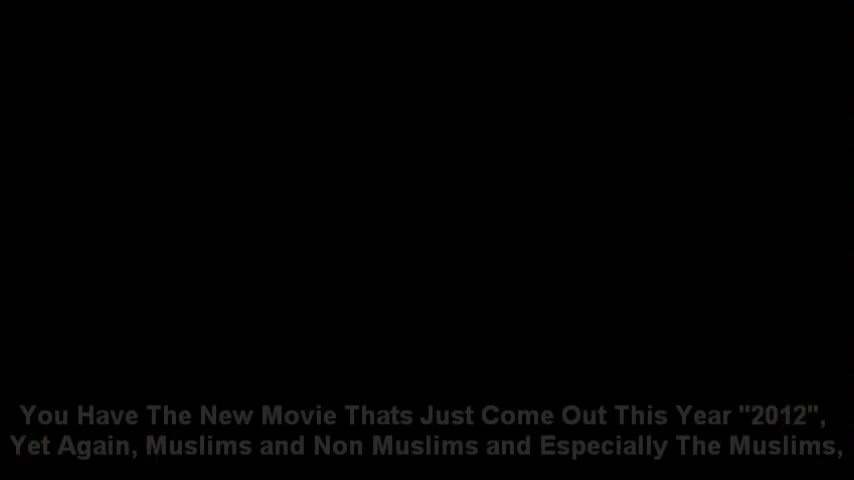 You Have The New Movie Thats Just Come Out This Year "2012",
Yet Again, Muslims and Non Muslims and Especially The Muslims,